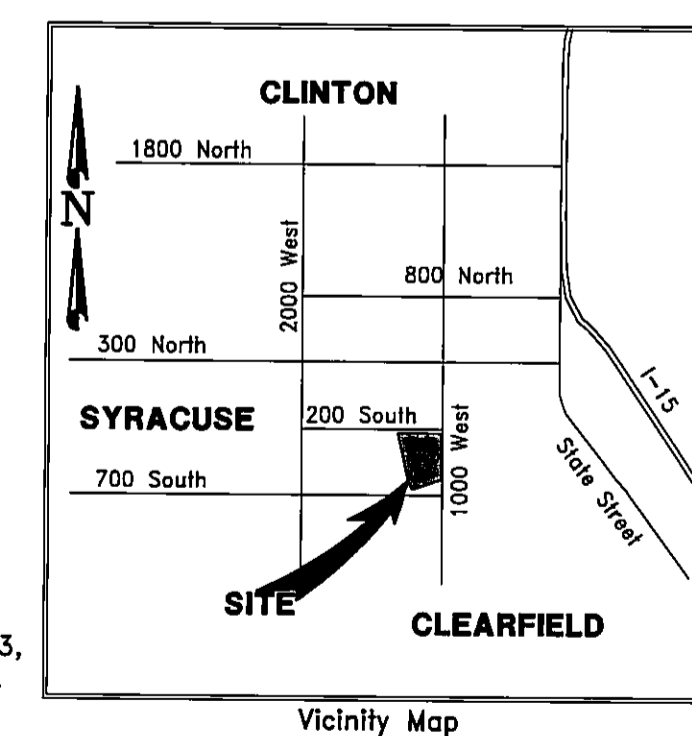 CLINTON
1800 North
N
2000 West
800 North
300 North
I-15
SYRACUSE
200 South
1000 West
State Street
700 South
SITE
CLEARFIELD
3,
Vicinity Map